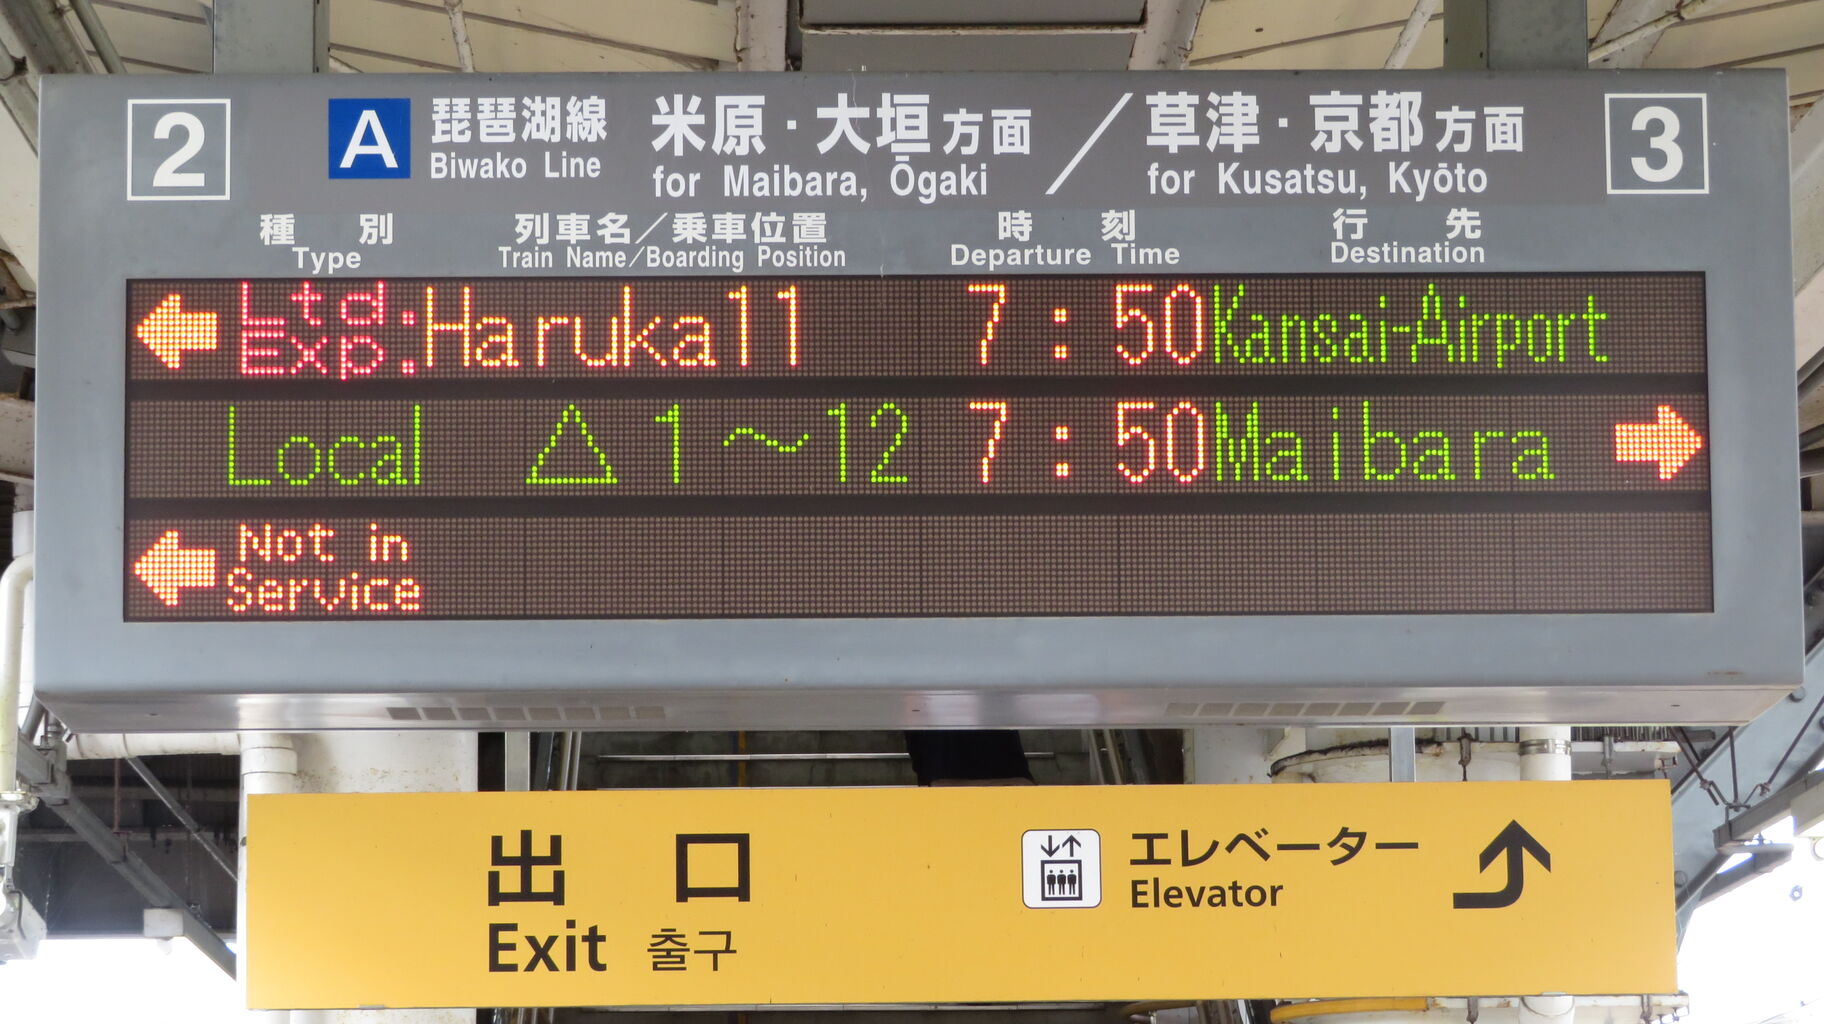 2 A 琵琶湖線 米原・大垣方面 ／ 草津・京都方面 3
Biwako Line for Maibara, Ōgaki for Kusatsu, Kyōto
種別 列車名／乗車位置 時刻 行先
Type Train Name／Boarding Position Departure Time Destination
← Ltd. Exp. Haruka11 7:50 Kansai-Airport
Local △1～12 7:50 Maibara →
← Not in Service
出口 エレベーター
Elevator
Exit 출구